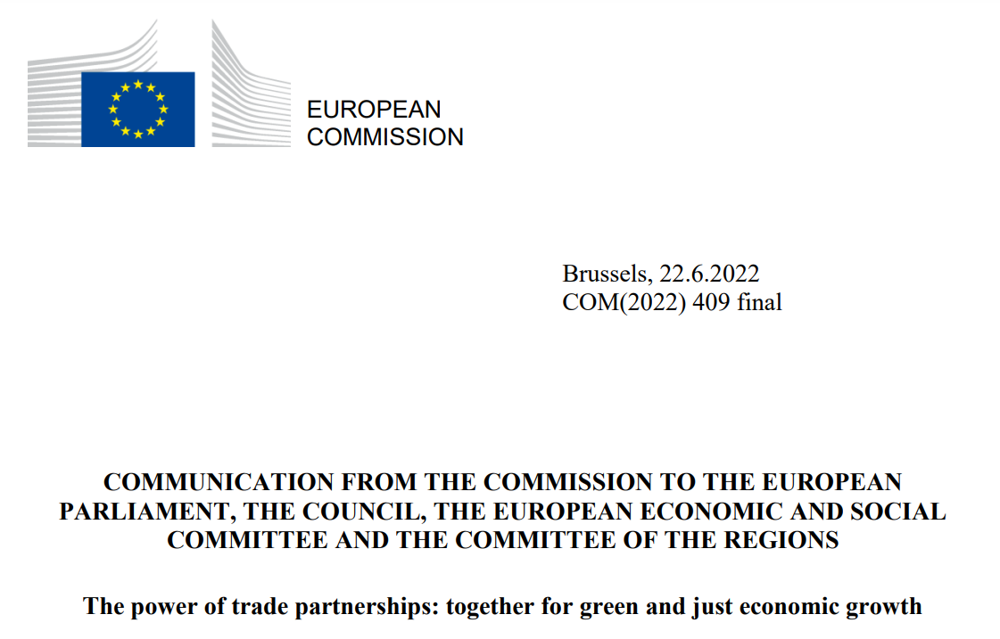 EUROPEAN
COMMISSION
Brussels, 22.6.2022
COM(2022) 409 final
COMMUNICATION FROM THE COMMISSION TO THE EUROPEAN
PARLIAMENT, THE COUNCIL, THE EUROPEAN ECONOMIC AND SOCIAL
COMMITTEE AND THE COMMITTEE OF THE REGIONS
The power of trade partnerships: together for green and just economic growth